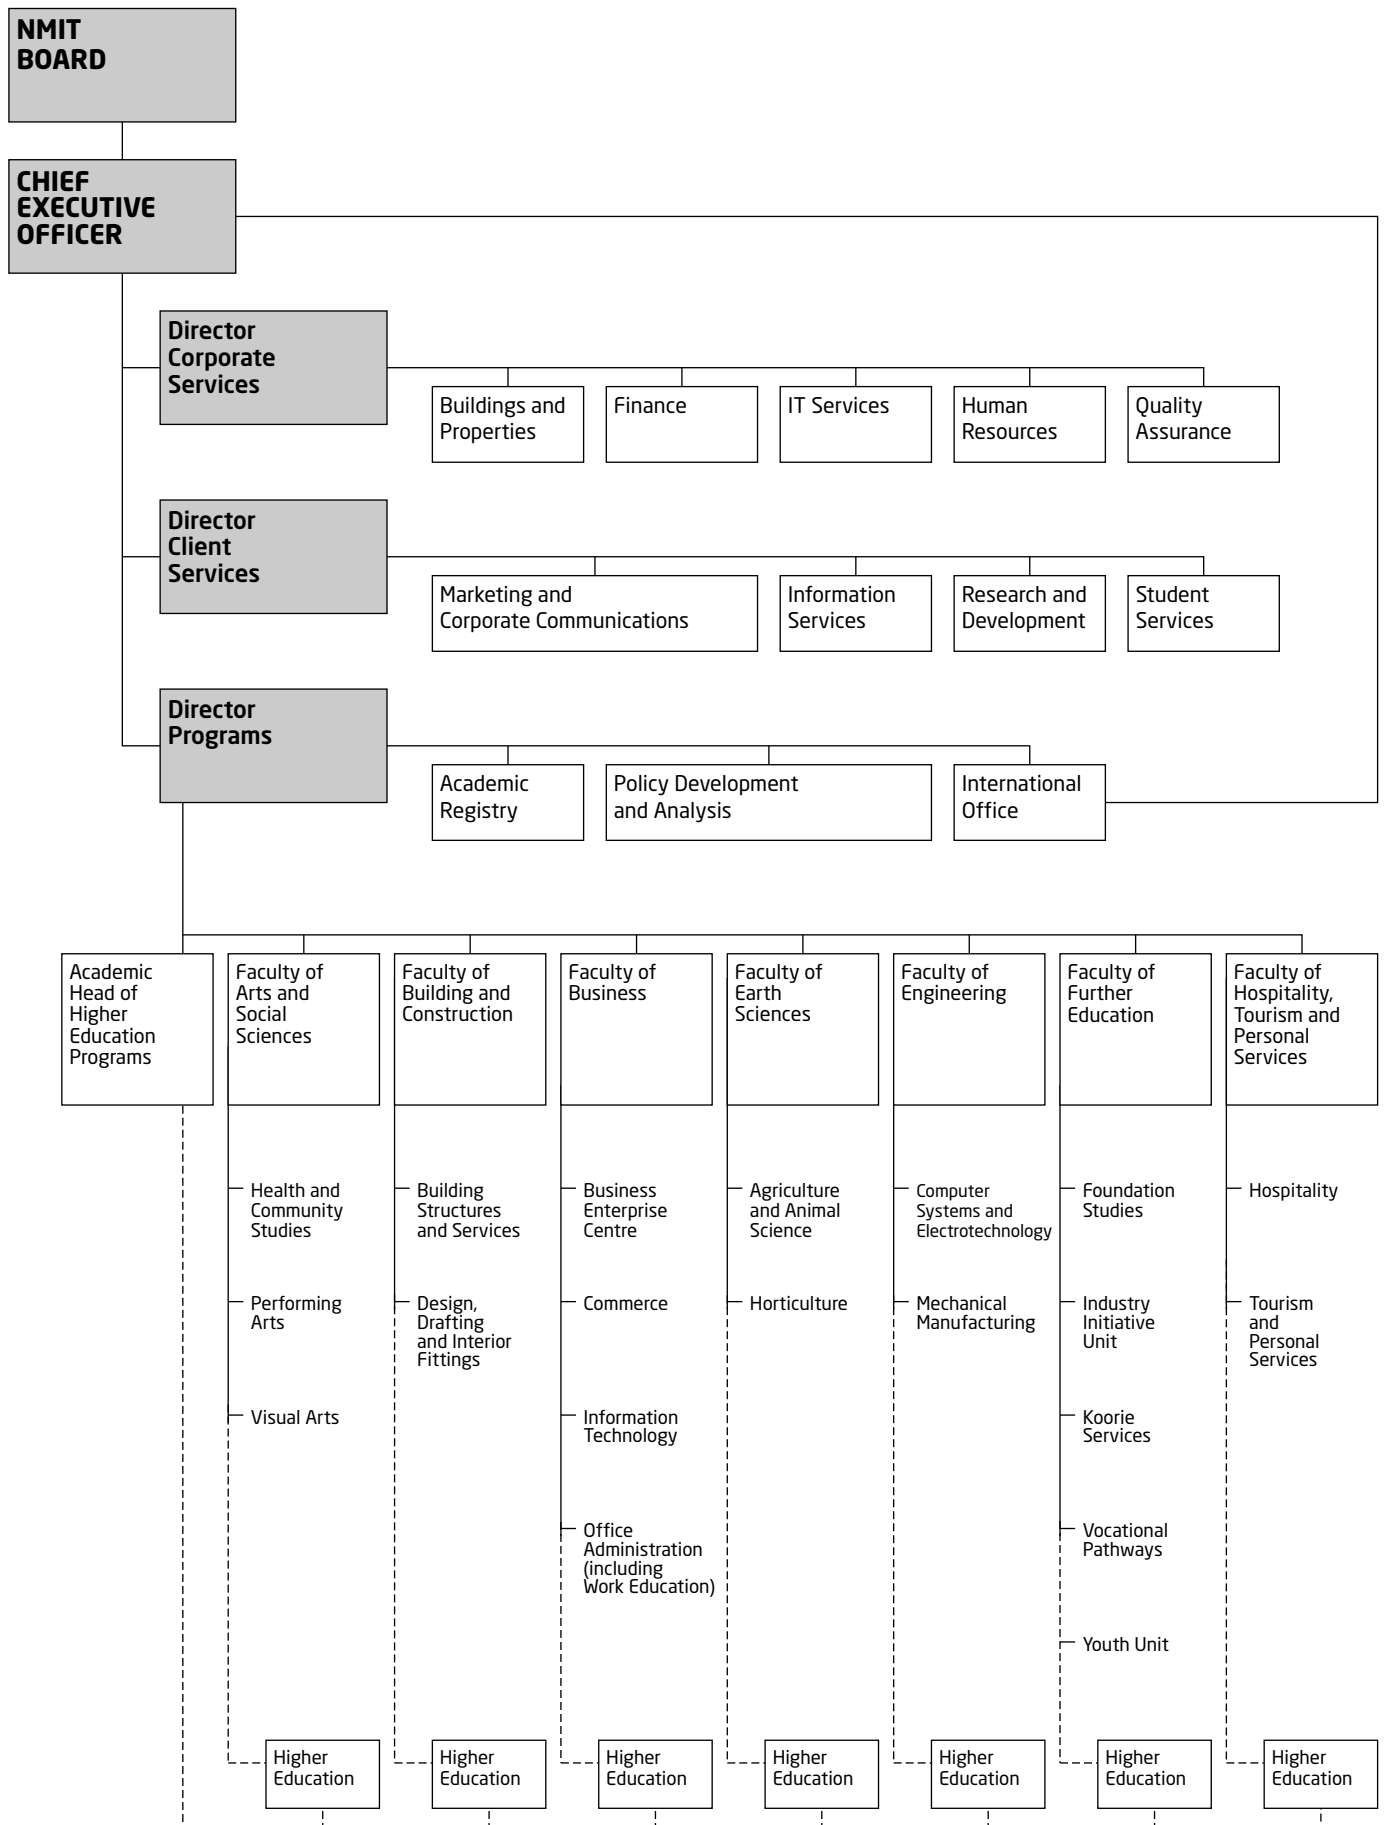 NMIT
BOARD
CHIEF
EXECUTIVE
OFFICER
Director
Corporate
Services
Buildings and
Properties
Finance
IT Services
Human
Resources
Quality
Assurance
Director
Client
Services
Marketing and
Corporate Communications
Information
Services
Research and
Development
Student
Services
Director
Programs
Academic
Registry
Policy Development
and Analysis
International
Office
Academic
Head of
Higher
Education
Programs
Faculty of
Arts and
Social
Sciences
Faculty of
Building and
Construction
Faculty of
Business
Faculty of
Earth
Sciences
Faculty of
Engineering
Faculty of
Further
Education
Faculty of
Hospitality,
Tourism and
Personal
Services
Health and
Community
Studies
Performing
Arts
Visual Arts
Building
Structures
and Services
Design,
Drafting
and Interior
Fittings
Business
Enterprise
Centre
Commerce
Information
Technology
Office
Administration
(including
Work Education)
Agriculture
and Animal
Science
Horticulture
Computer
Systems and
Electrotechnology
Mechanical
Manufacturing
Foundation
Studies
Industry
Initiative
Unit
Koorie
Services
Vocational
Pathways
Youth Unit
Hospitality
Tourism
and
Personal
Services
Higher
Education
Higher
Education
Higher
Education
Higher
Education
Higher
Education
Higher
Education
Higher
Education